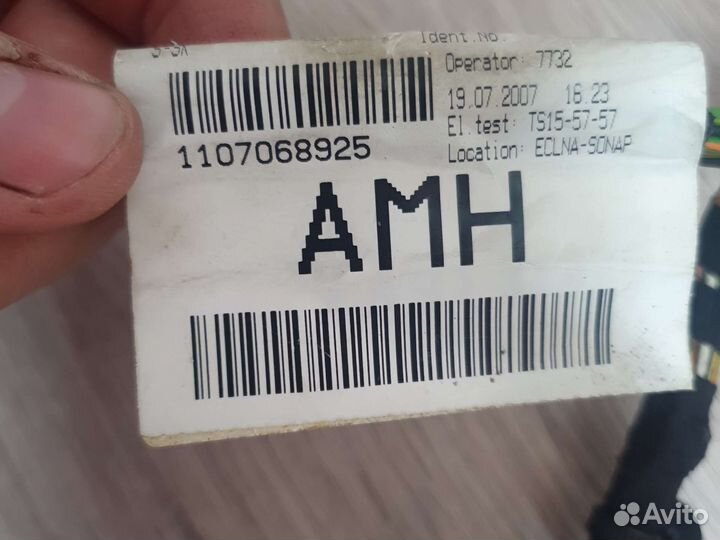 Ident.No.
Operator: 7732
19.07.2007 16:23
El.test: TS15-57-57
Location: ECLNA-SONAP
1107068925
AMH
Avito